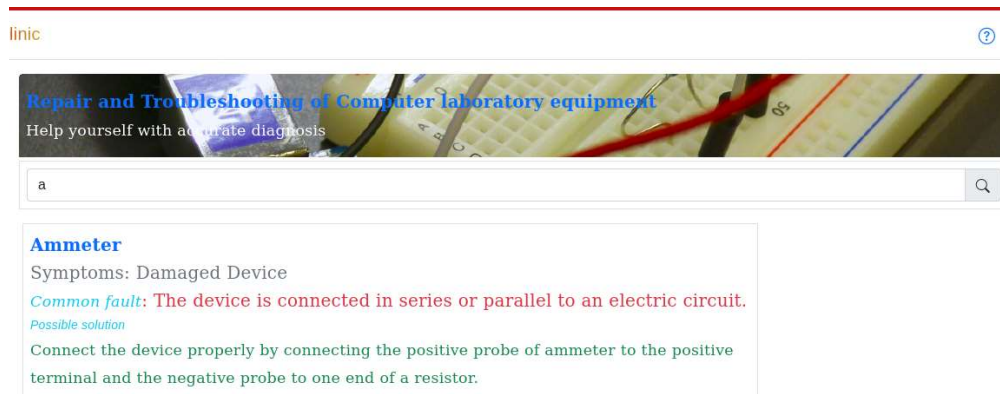 linic
Repair and Troubleshooting of Computer laboratory equipment
Help yourself with accurate diagnosis
a
Ammeter
Symptoms: Damaged Device
Common fault: The device is connected in series or parallel to an electric circuit.
Possible solution
Connect the device properly by connecting the positive probe of ammeter to the positive
terminal and the negative probe to one end of a resistor.